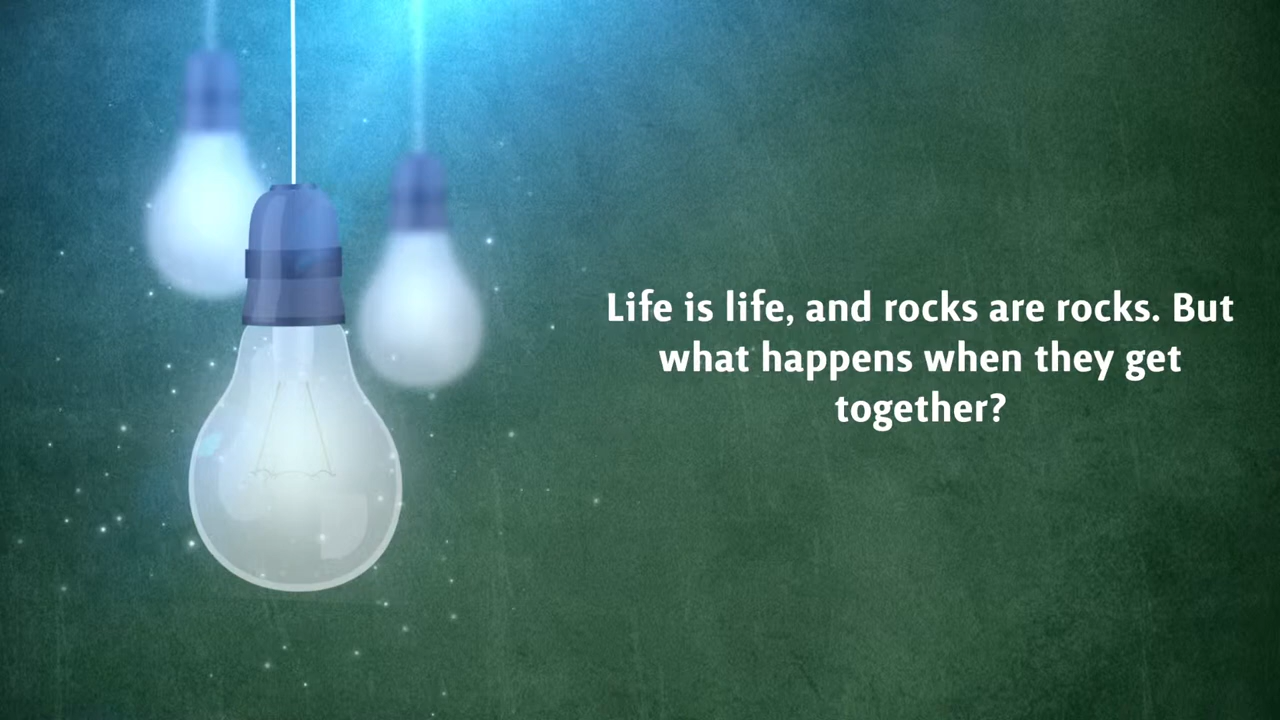 Life is life, and rocks are rocks. But
what happens when they get
together?